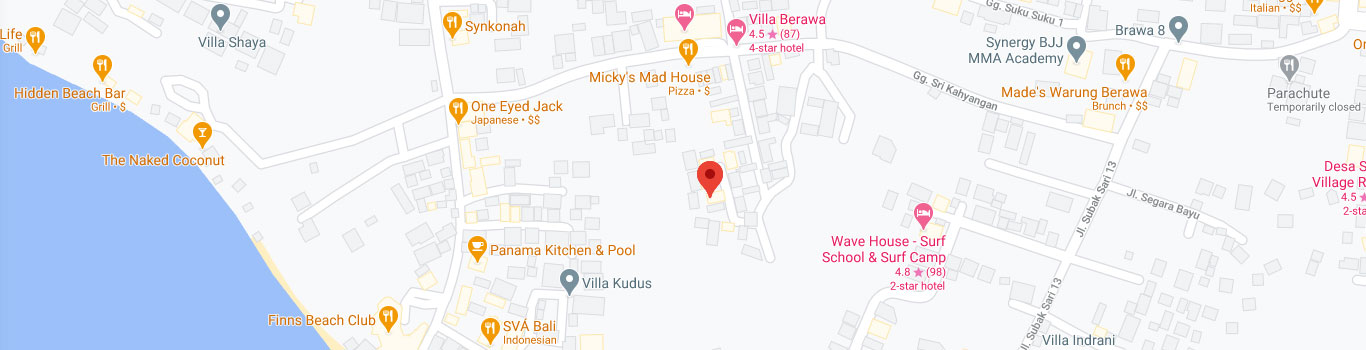 Life
Grill
Villa Shaya
Synkonah
Villa Berawa
4.5 ★ (87)
4-star hotel
Gg. Suku Suku 1
Italian • $$
Brawa 8
Synergy BJJ
MMA Academy
Micky's Mad House
Pizza • $
Hidden Beach Bar
Grill • $
One Eyed Jack
Japanese • $$
Gg. Sri Kahyangan
Made's Warung Berawa
Brunch • $$
Parachute
Temporarily closed
The Naked Coconut
Desa S
Village R
4.5
2-sta
Jl. Subak Sari 13
Jl. Segara Bayu
Wave House - Surf
School & Surf Camp
4.8 ★ (98)
2-star hotel
Panama Kitchen & Pool
Villa Kudus
Finns Beach Club
SVÁ Bali
Indonesian
Jl. Subak Sari 13
Villa Indrani